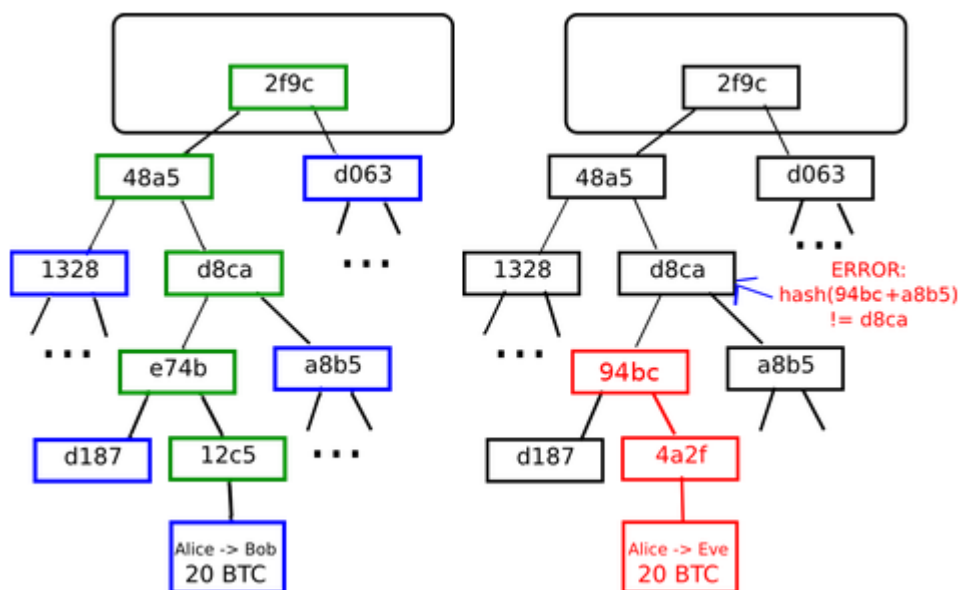 2f9c
48a5
d063
1328
d8ca
...
...
e74b
a8b5
d187
12c5
...
Alice -> Bob
20 BTC
2f9c
48a5
d063
...
1328
d8ca
ERROR:
hash(94bc+a8b5)
!= d8ca
...
94bc
a8b5
d187
4a2f
Alice -> Eve
20 BTC